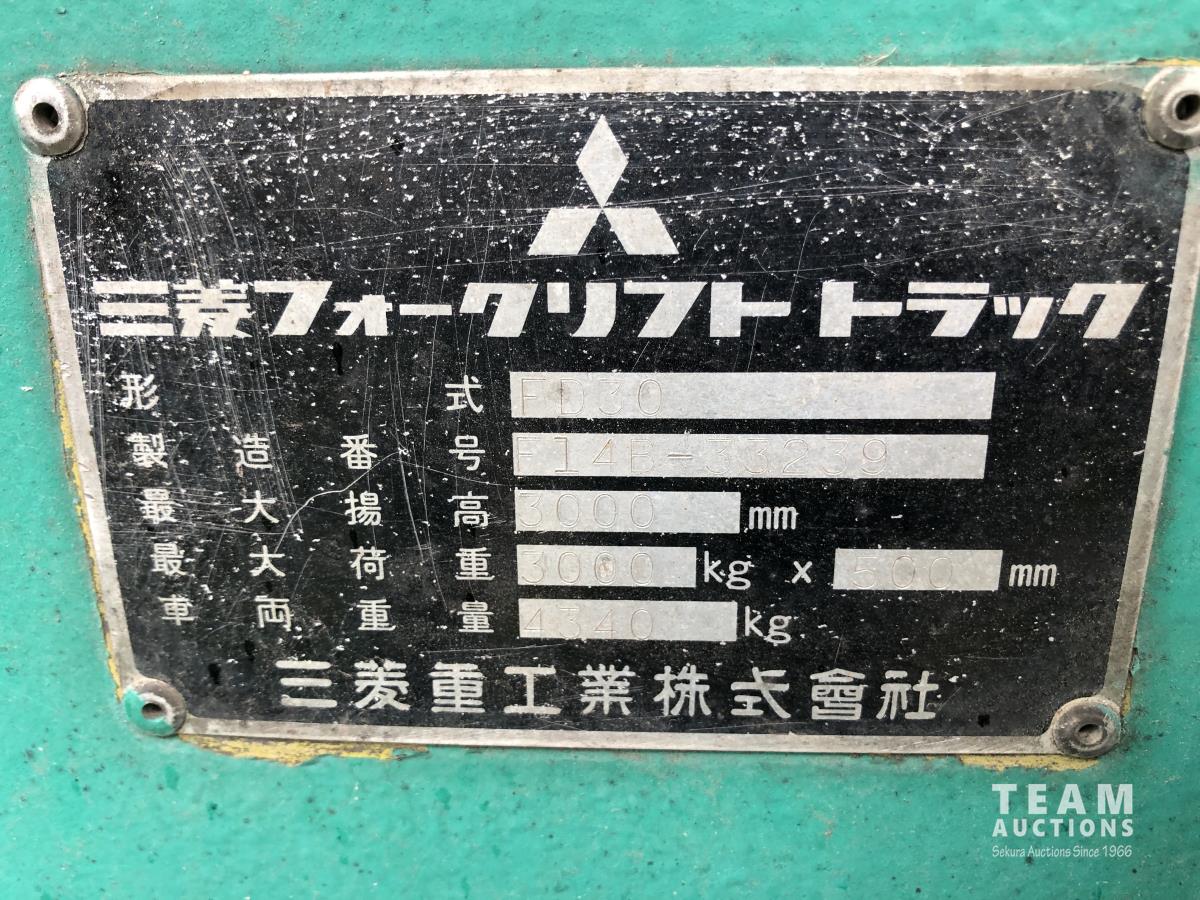 三菱フォークリフト トラック
形式 FD30
製造番号 F14B-33239
最大揚高 3000 mm
最大荷重 3000 kg x 500 mm
車両重量 4340 kg
三菱重工業株式會社
TEAM
AUCTIONS
Sekura Auctions Since 1966